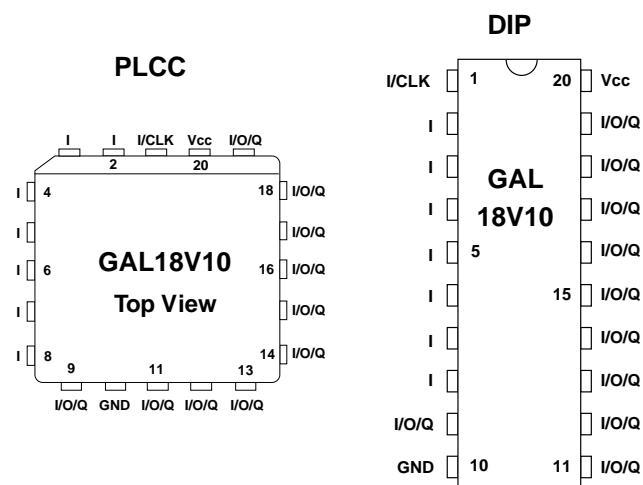 PLCC
I I I/CLK Vcc I/O/Q
2 20
I 4 18 I/O/Q
I I/O/Q
I 6 GAL18V10 16 I/O/Q
I Top View I/O/Q
I 8 14 I/O/Q
9 11 13
I/O/Q GND I/O/Q I/O/Q I/O/Q
DIP
I/CLK 1 20 Vcc
I I/O/Q
I GAL I/O/Q
I 18V10 I/O/Q
I 5 I/O/Q
I 15 I/O/Q
I I/O/Q
I I/O/Q
I/O/Q I/O/Q
GND 10 11 I/O/Q